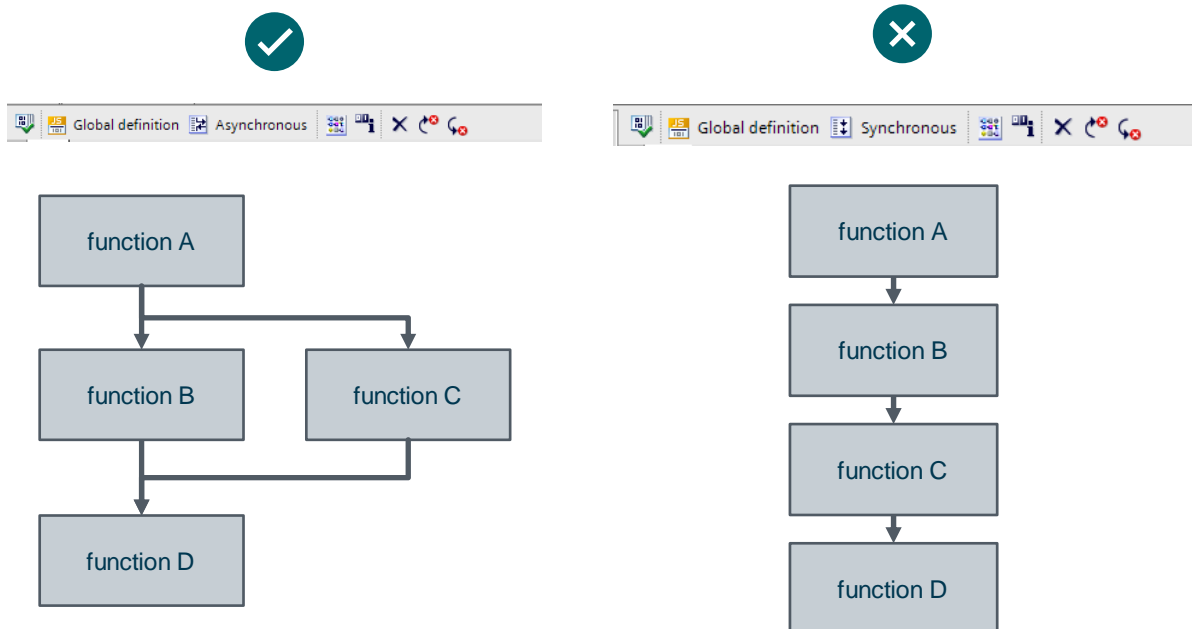 Global definition Asynchronous
function A
function B
function C
function D
Global definition Synchronous
function A
function B
function C
function D